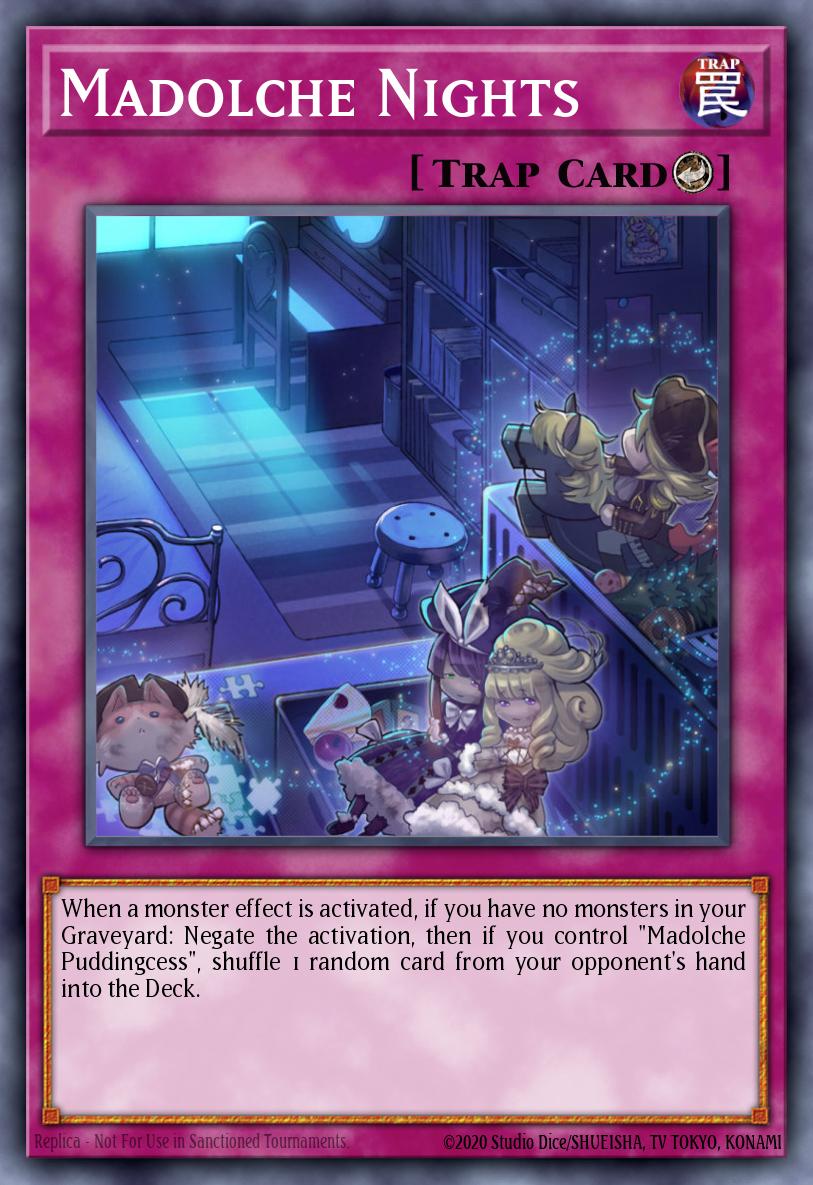 Madolche Nights
TRAP
罠
[ Trap Card ]
When a monster effect is activated, if you have no monsters in your
Graveyard: Negate the activation, then if you control "Madolche
Puddingcess", shuffle 1 random card from your opponent's hand
into the Deck.
Replica - Not For Use in Sanctioned Tournaments.
©2020 Studio Dice/SHUEISHA, TV TOKYO, KONAMI